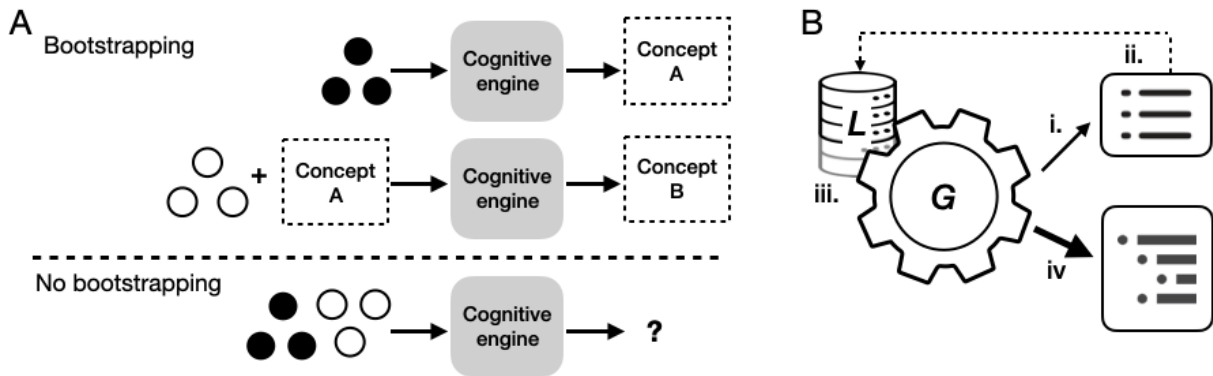 A
Bootstrapping
Cognitive
engine
Concept
A
+
Concept
A
Cognitive
engine
Concept
B
No bootstrapping
Cognitive
engine
?
B
L
G
i.
ii.
iii.
iv